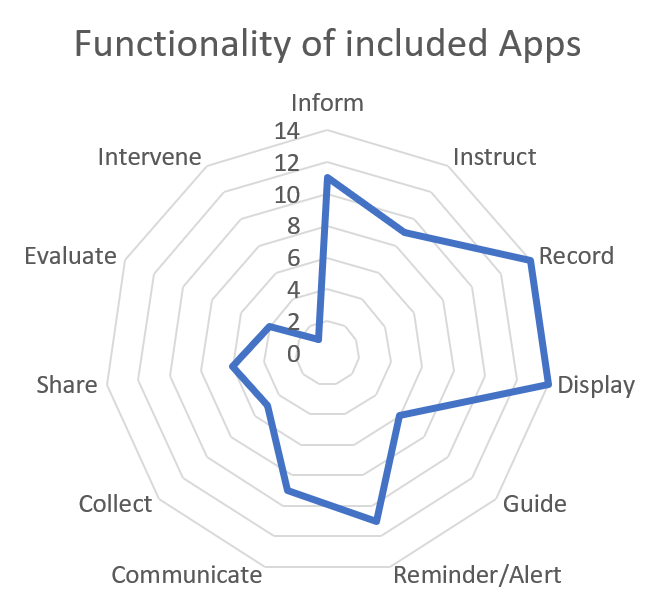 Functionality of included Apps
Inform
Instruct
Record
Display
Guide
Reminder/Alert
Communicate
Collect
Share
Evaluate
Intervene
14
12
10
8
6
4
2
0